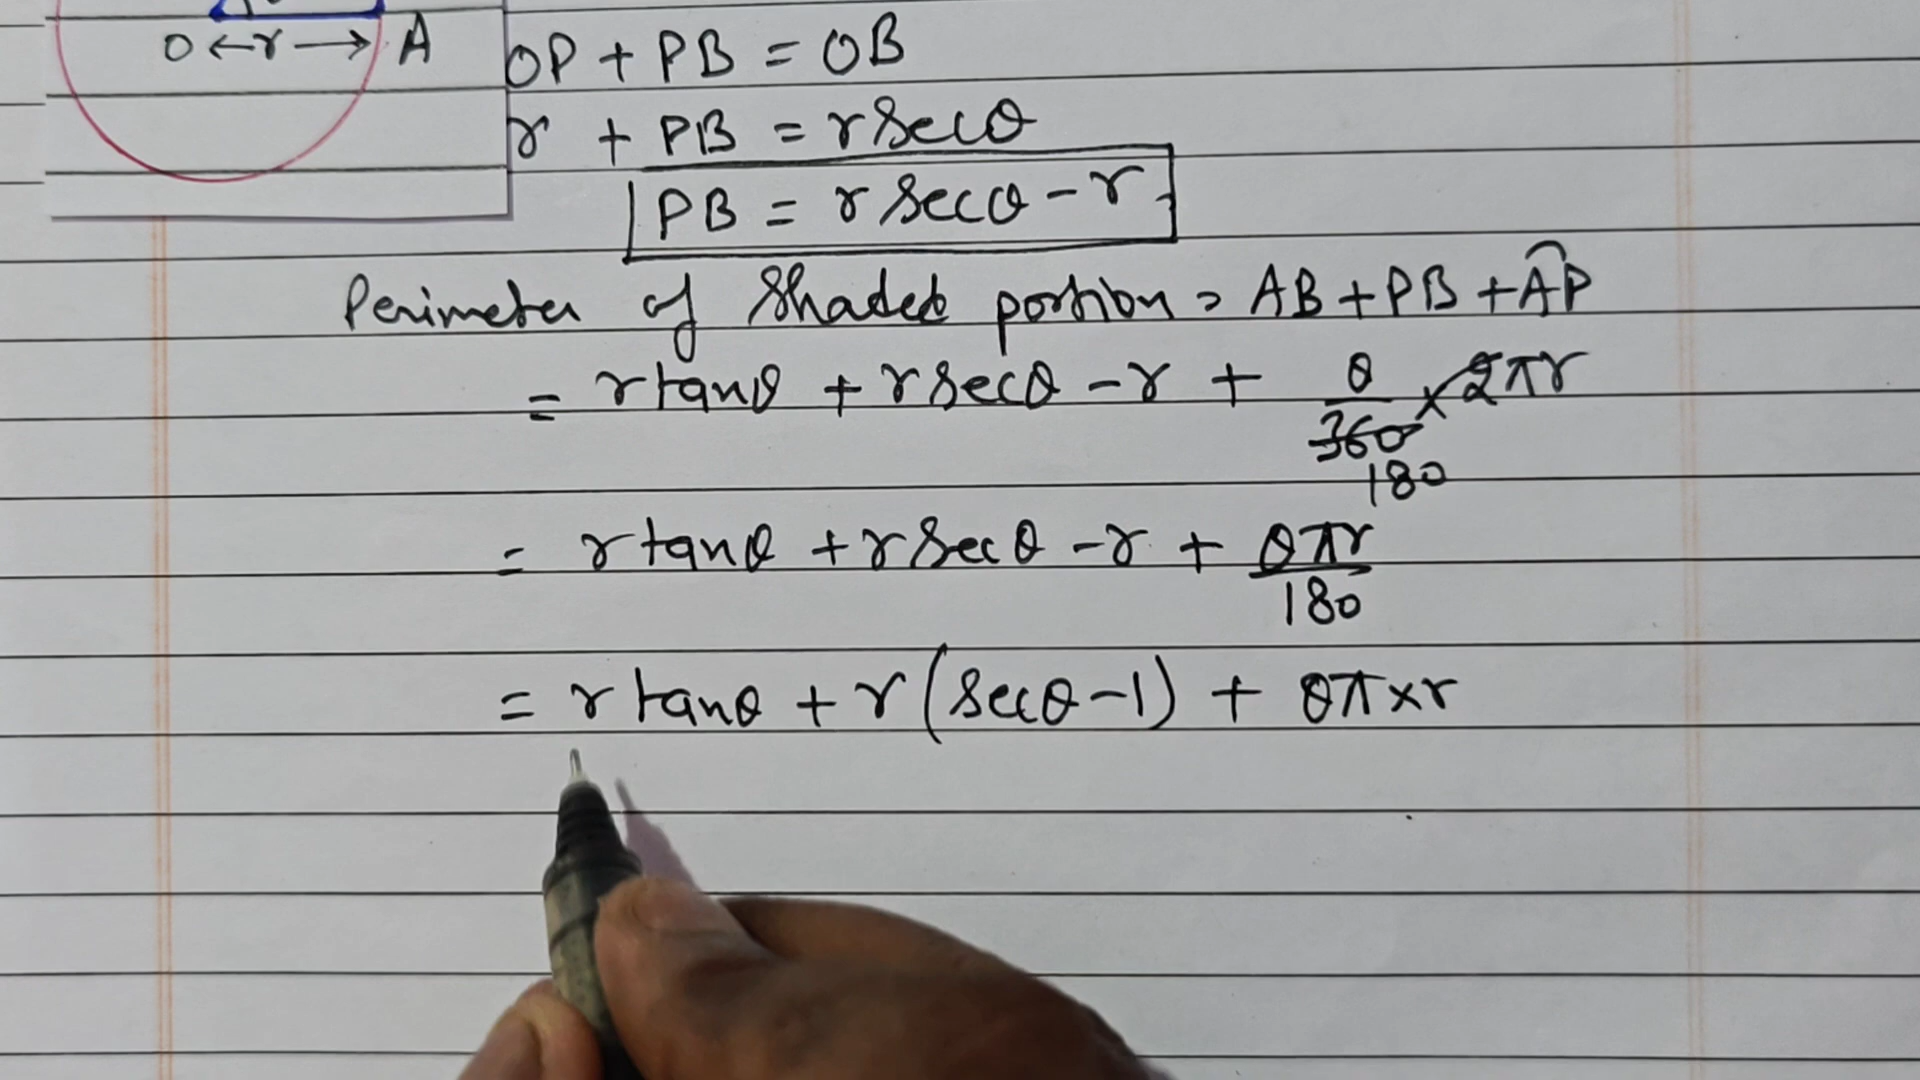 O ←r→ A
OP + PB = OB
r + PB = r secθ
PB = r secθ - r
Perimeter of Shaded portion = AB + PB + A͡P
= r tanθ + r secθ - r + θ/360 × 2πr
180
= r tanθ + r secθ - r + θπr/180
= r tanθ + r (secθ - 1) + θπ × r